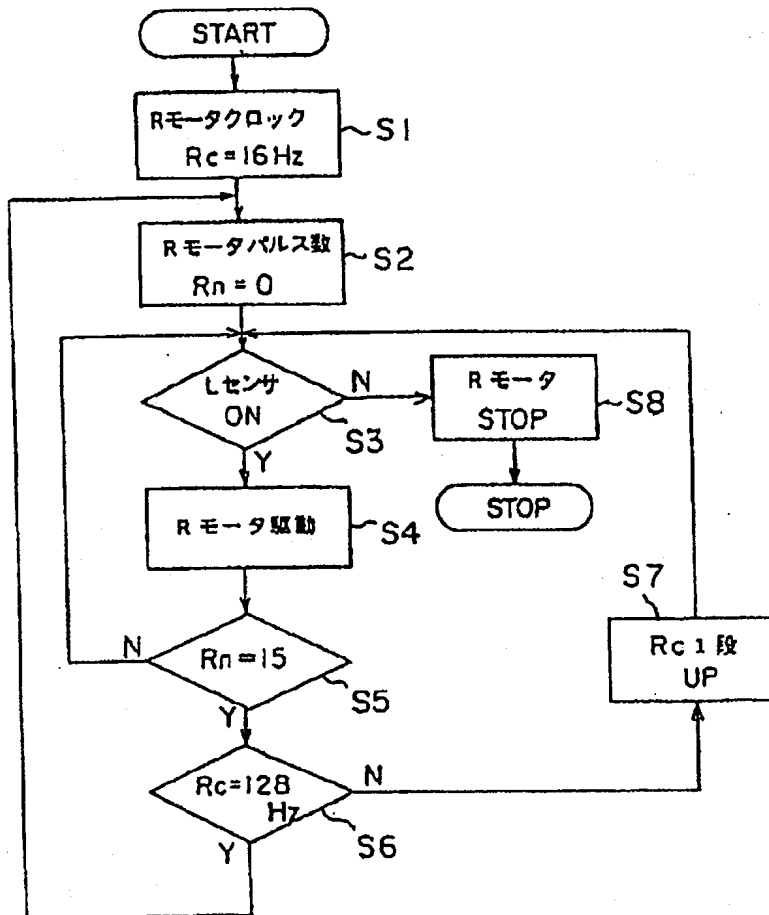 START
Rモータクロック
Rc=16Hz
S1
Rモータパルス数
Rn=0
S2
Lセンサ
ON
N
S3
Y
Rモータ
STOP
S8
STOP
Rモータ駆動
S4
S7
Rc1段
UP
N
Rn=15
S5
Y
Rc=128
Hz
N
S6
Y